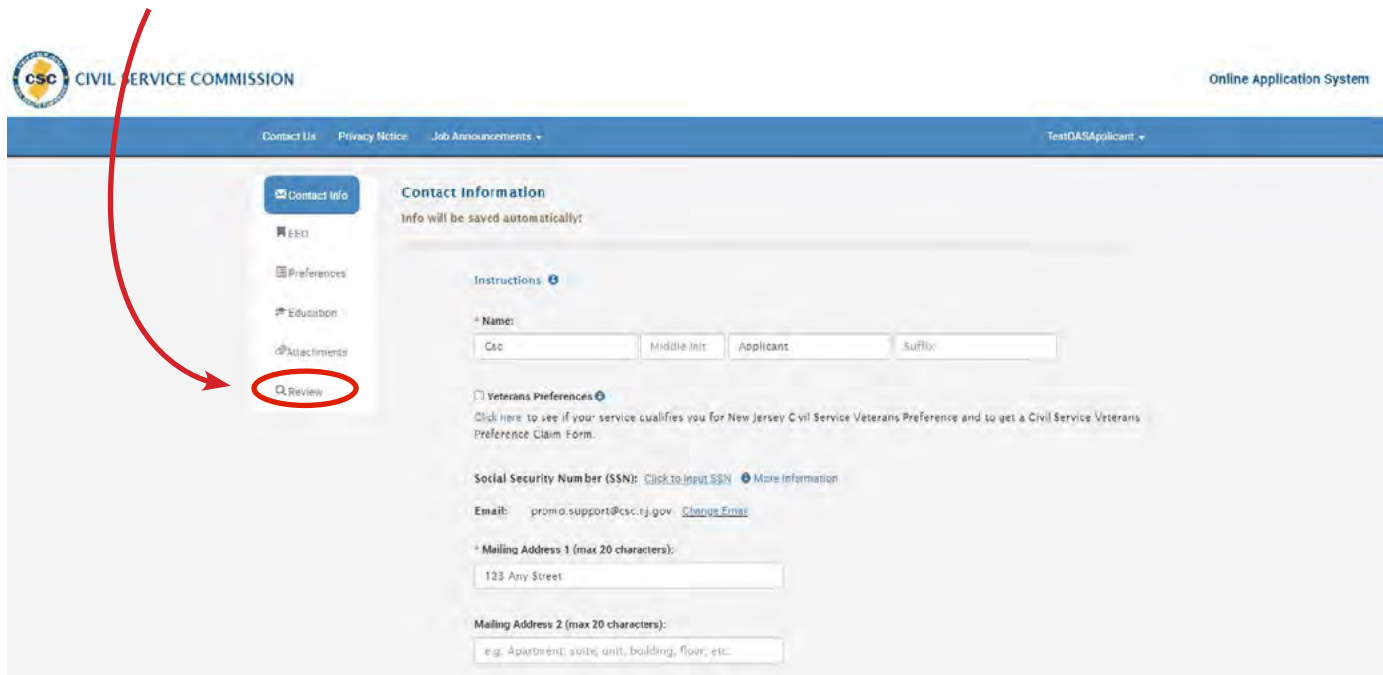 CSC CIVIL SERVICE COMMISSION
Online Application System
Contact Us Privacy Notice Job Announcements TestOASApplicant
Contact Info
EEO
Preferences
Education
Attachments
Review
Contact Information
Info will be saved automatically!
Instructions
* Name:
Csc Middle Init Applicant Suffix
Veterans Preferences
Click here to see if your service qualifies you for New Jersey Civil Service Veterans Preference and to get a Civil Service Veterans
Preference Claim Form.
Social Security Number (SSN): Click to Input SSN More Information
Email: promo.support@csc.nj.gov Change Email
* Mailing Address 1 (max 20 characters):
123 Any Street
Mailing Address 2 (max 20 characters):
e.g. Apartment, suite, unit, building, floor, etc.